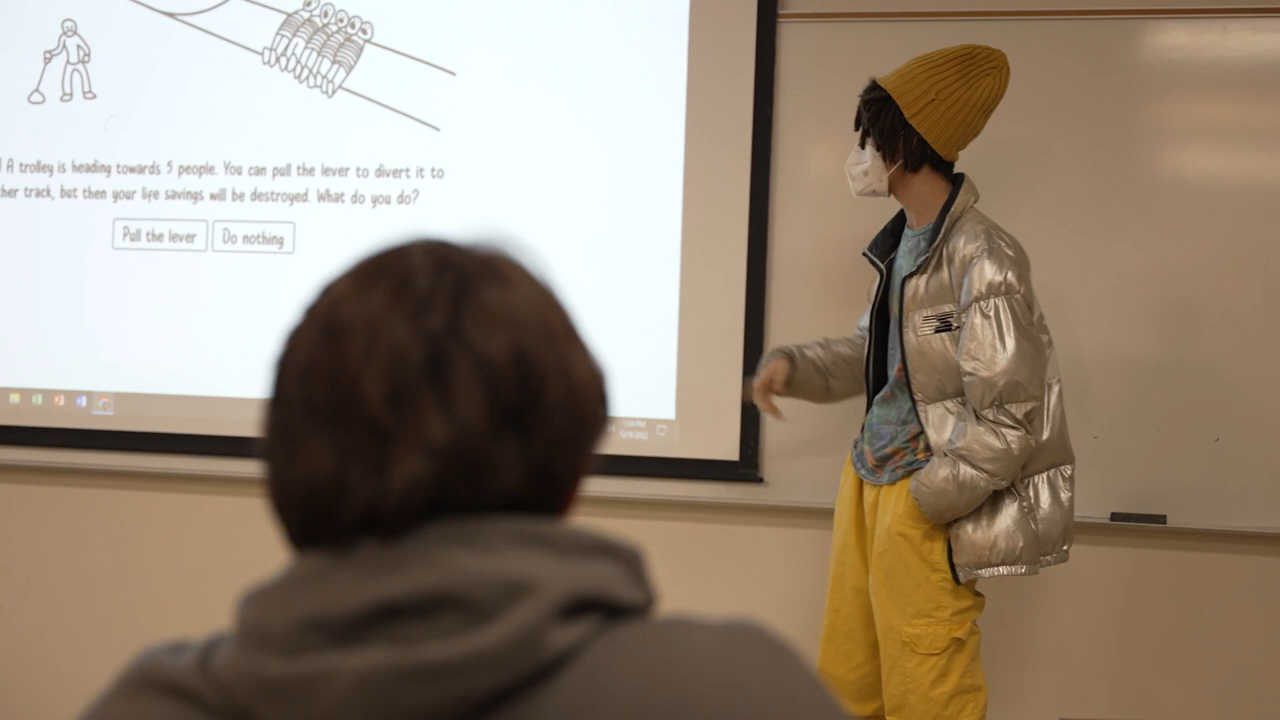 A trolley is heading towards 5 people. You can pull the lever to divert it to
ther track, but then your life savings will be destroyed. What do you do?
Pull the lever
Do nothing